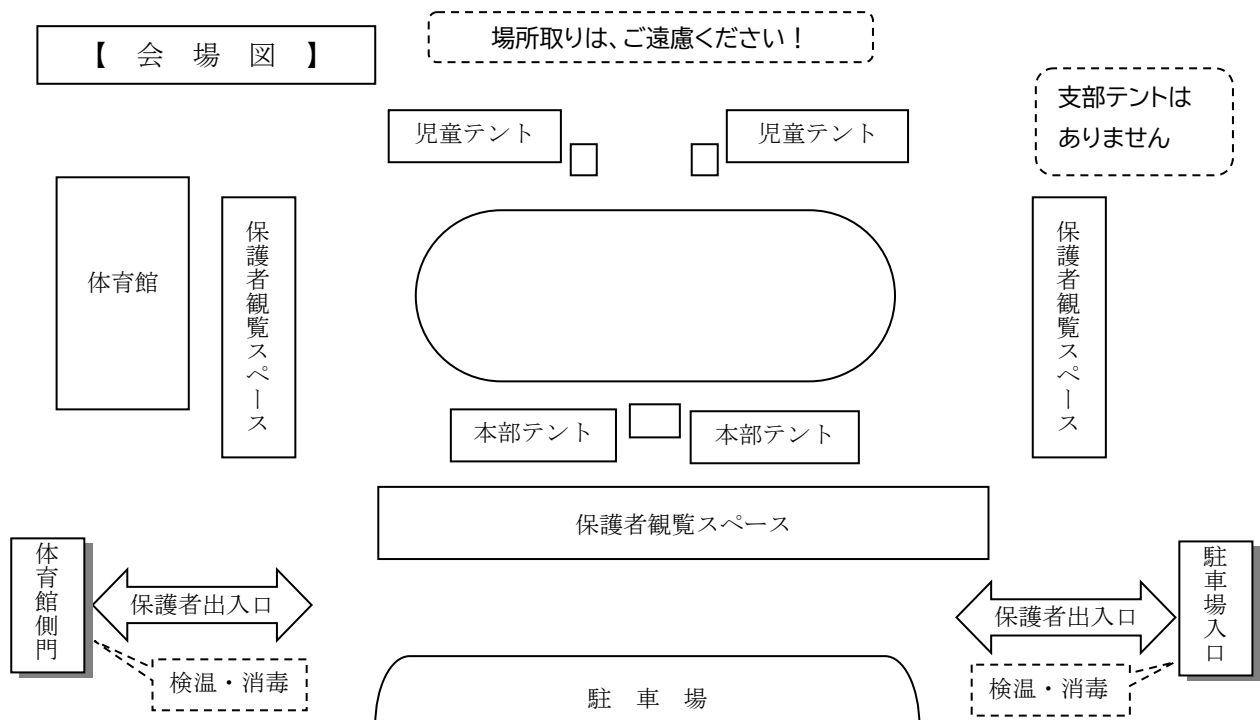 【 会 場 図 】
場所取りは、ご遠慮ください！
支部テントは
ありません
児童テント
児童テント
体育館
保護者観覧スペース
保護者観覧スペース
本部テント
本部テント
保護者観覧スペース
体育館側門
保護者出入口
保護者出入口
駐車場入口
検温・消毒
検温・消毒
駐 車 場